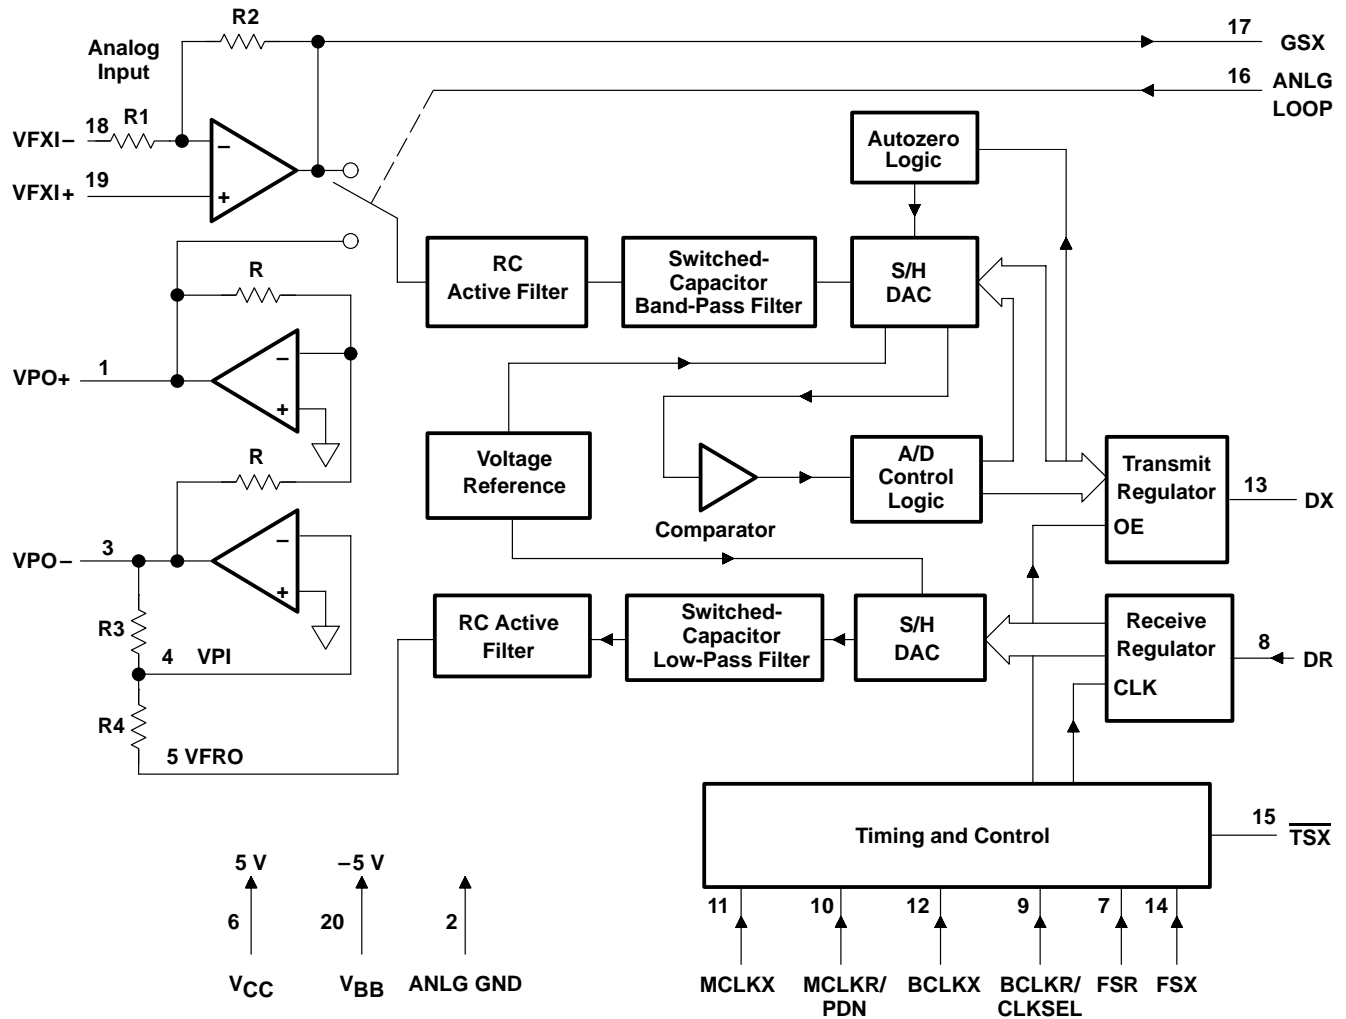 R2
17
GSX
Analog
Input
16
ANLG
LOOP
18
R1
VFXI–
–
Autozero
Logic
19
VFXI+
+
R
RC
Active Filter
Switched-
Capacitor
Band-Pass Filter
S/H
DAC
–
1
VPO+
+
R
Voltage
Reference
Comparator
A/D
Control
Logic
Transmit
Regulator
OE
13
DX
–
3
VPO–
+
R3
4 VPI
RC Active
Filter
Switched-
Capacitor
Low-Pass Filter
S/H
DAC
Receive
Regulator
CLK
8
DR
R4
5 VFRO
Timing and Control
15
TSX
5 V
–5 V
6
20
2
VCC
VBB
ANLG GND
11
10
12
9
7
14
MCLKX
MCLKR/
PDN
BCLKX
BCLKR/
CLKSEL
FSR
FSX